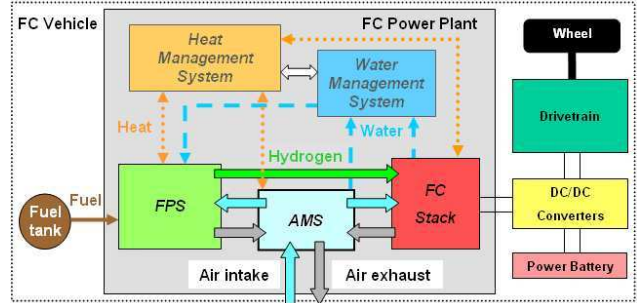 FC Vehicle
FC Power Plant
Heat
Management
System
Water
Management
System
Wheel
Drivetrain
Heat
Water
Hydrogen
Fuel
Fuel
tank
FPS
AMS
FC
Stack
DC/DC
Converters
Power Battery
Air intake
Air exhaust